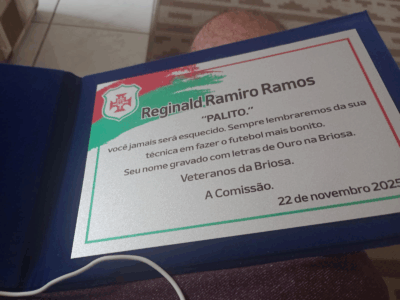 Reginald Ramiro Ramos
"PALITO."
você jamais será esquecido. Sempre lembraremos da sua
técnica em fazer o futebol mais bonito.
Seu nome gravado com letras de Ouro na Briosa.
Veteranos da Briosa.
A Comissão.
22 de novembro 2025